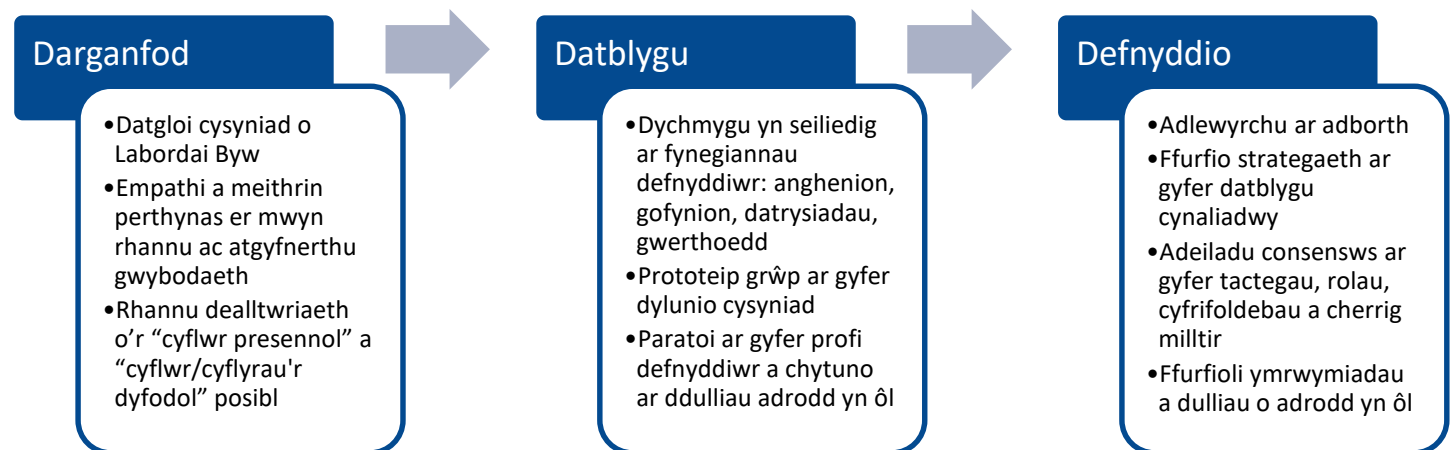 Darganfod
•Datgloi cysyniad o
Labordai Byw
•Empathi a meithrin
perthynas er mwyn
rhannu ac atgyfnerthu
gwybodaeth
•Rhannu dealltwriaeth
o’r “cyflwr presennol” a
“cyflwr/cyflyrau'r
dyfodol” posibl
Datblygu
•Dychmygu yn seiliedig
ar fynegiannau
defnyddiwr: anghenion,
gofynion, datrysiadau,
gwerthoedd
•Prototeip grŵp ar gyfer
dylunio cysyniad
•Paratoi ar gyfer profi
defnyddiwr a chytuno
ar ddulliau adrodd yn ôl
Defnyddio
•Adlewyrchu ar adborth
•Ffurfio strategaeth ar
gyfer datblygu
cynaliadwy
•Adeiladu consensws ar
gyfer tactegau, rolau,
cyfrifoldebau a cherrig
milltir
•Ffurfioli ymrwymiadau
a dulliau o adrodd yn ôl